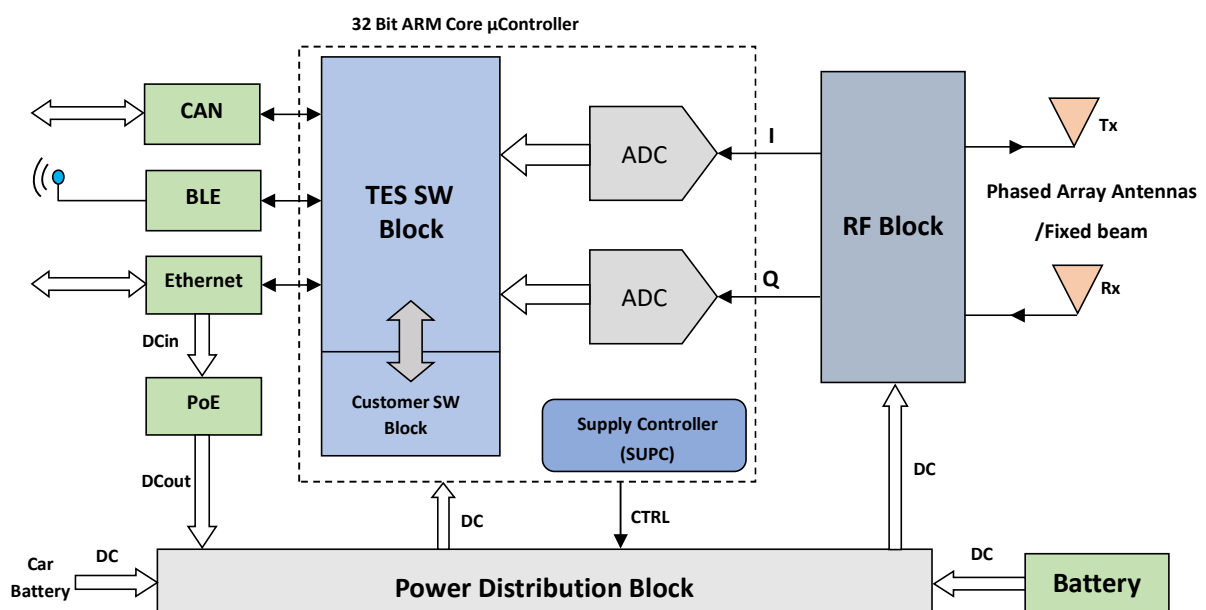 32 Bit ARM Core µController
CAN
BLE
Ethernet
DCin
PoE
DCout
TES SW
Block
Customer SW
Block
ADC
ADC
I
Q
Supply Controller
(SUPC)
RF Block
Tx
Phased Array Antennas
/Fixed beam
Rx
DC
CTRL
DC
Car
Battery
DC
Power Distribution Block
DC
Battery